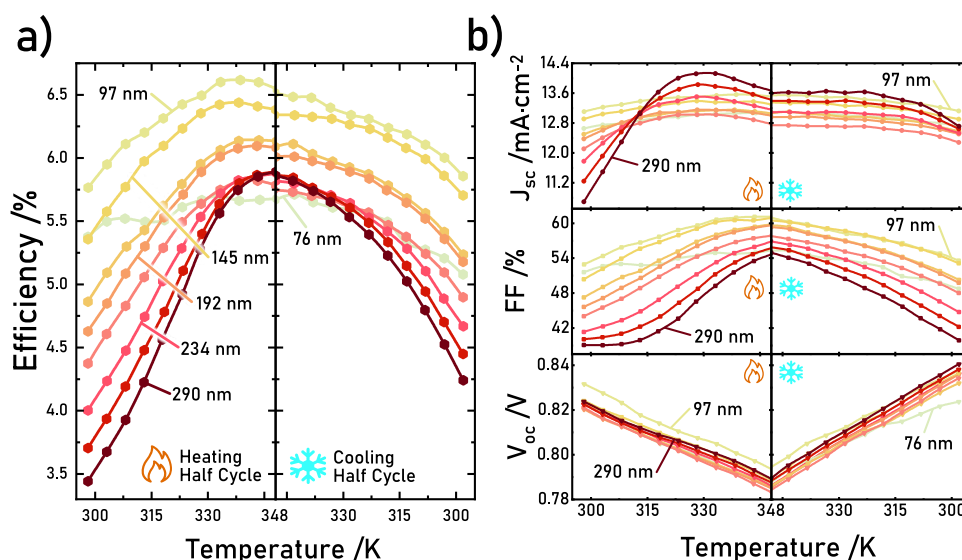 a)
Efficiency /%
6.5
6.0
5.5
5.0
4.5
4.0
3.5
97 nm
145 nm
192 nm
234 nm
290 nm
76 nm
Heating
Half Cycle
Cooling
Half Cycle
300 315 330 348 330 315 300
Temperature /K
b)
Jsc /mA·cm-2
14.4
13.6
12.8
12.0
11.2
290 nm
97 nm
FF /%
60
54
48
42
290 nm
97 nm
Voc /V
0.84
0.82
0.80
0.78
97 nm
290 nm
76 nm
300 315 330 348 330 315 300
Temperature /K